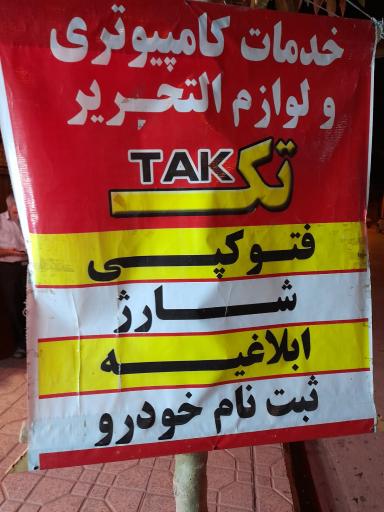 خدمات کامپیوتری
و لوازم التحریر
تک TAK
فتوکپی
شارژ
ابلاغیه
ثبت نام خودرو